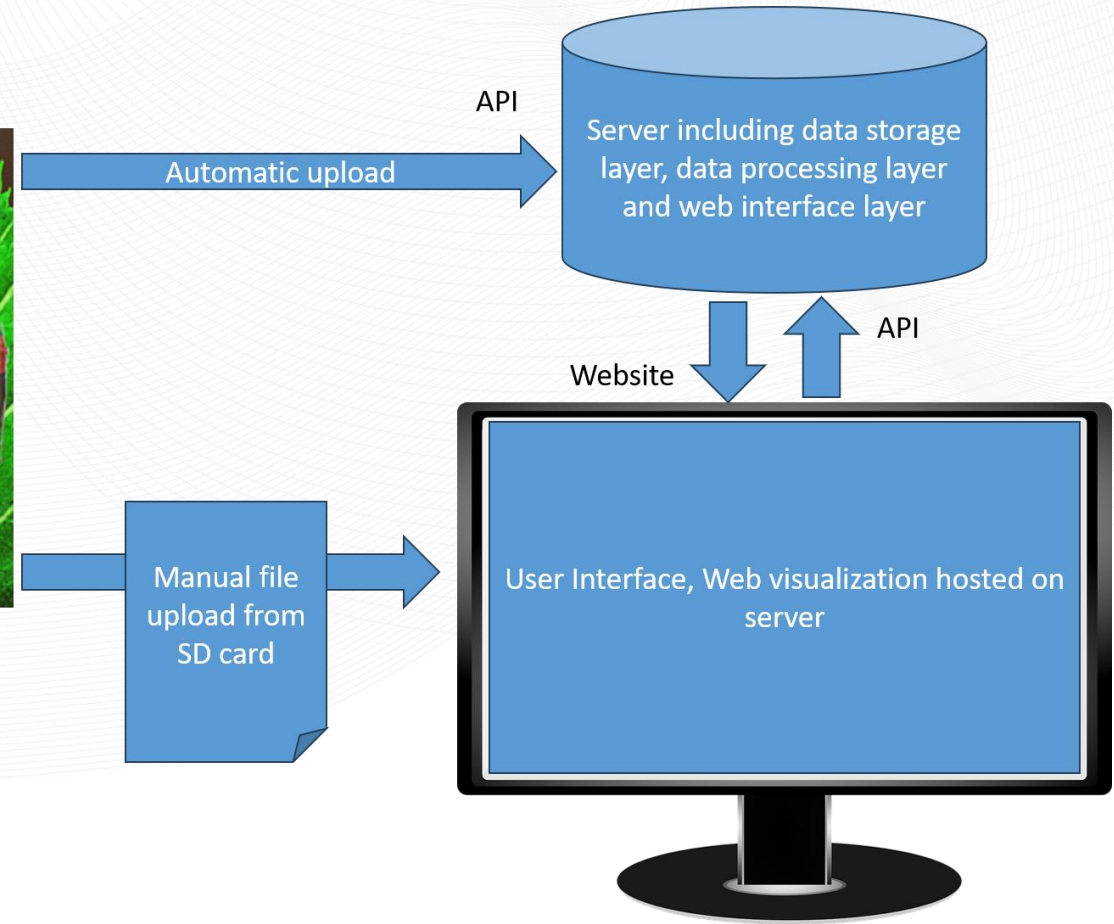 API
Automatic upload
Server including data storage
layer, data processing layer
and web interface layer
API
Website
Manual file
upload from
SD card
User Interface, Web visualization hosted on
server